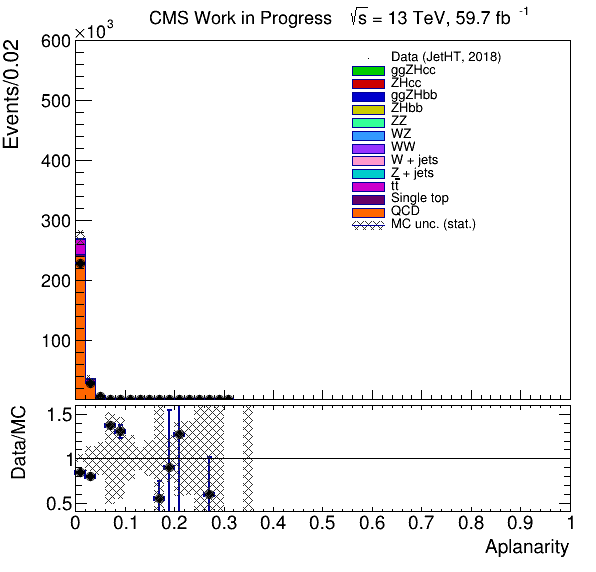 CMS Work in Progress √s = 13 TeV, 59.7 fb⁻¹
×10³
Events/0.02
600
500
400
300
200
100
Data (JetHT, 2018)
ggZHcc
ZHcc
ggZHbb
ZHbb
ZZ
WZ
WW
W + jets
Z + jets
tt̅
Single top
QCD
MC unc. (stat.)
Data/MC
1.5
1
0.5
0 0.1 0.2 0.3 0.4 0.5 0.6 0.7 0.8 0.9 1
Aplanarity